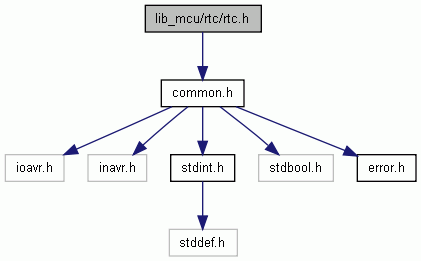 lib_mcu/rtc/rtc.h
common.h
ioavr.h
inavr.h
stdint.h
stdbool.h
error.h
stddef.h